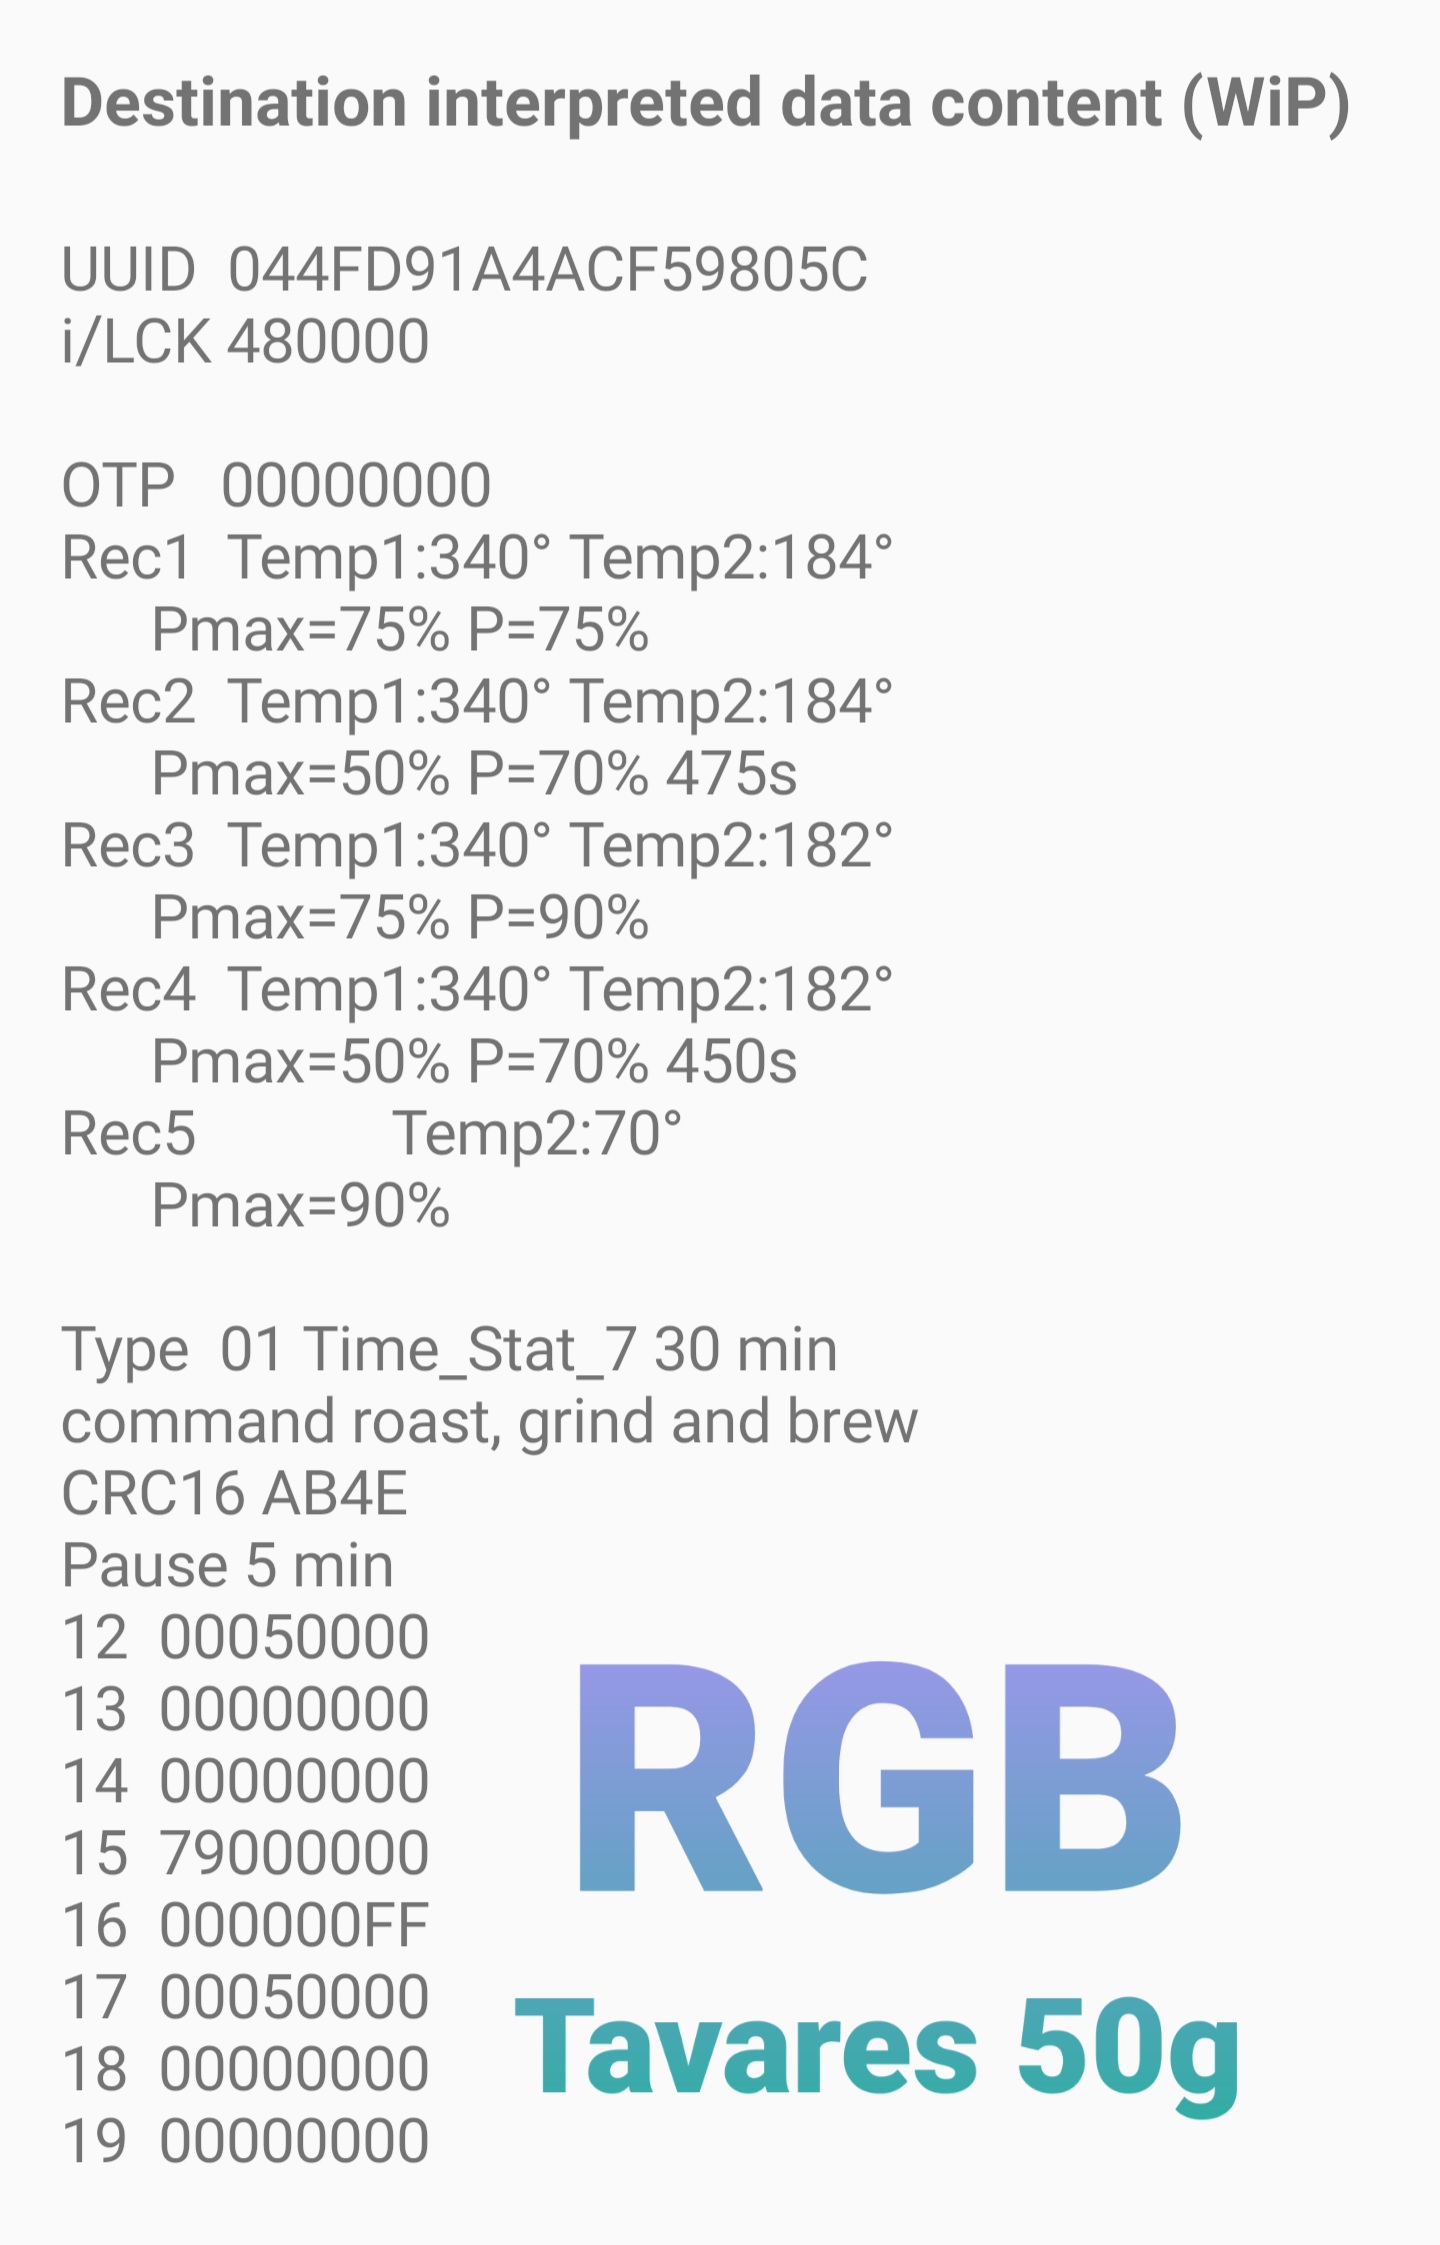 Destination interpreted data content (WiP)
UUID 044FD91A4ACF59805C
i/LCK 480000
OTP 00000000
Rec1 Temp1:340° Temp2:184°
Pmax=75% P=75%
Rec2 Temp1:340° Temp2:184°
Pmax=50% P=70% 475s
Rec3 Temp1:340° Temp2:182°
Pmax=75% P=90%
Rec4 Temp1:340° Temp2:182°
Pmax=50% P=70% 450s
Rec5 Temp2:70°
Pmax=90%
Type 01 Time_Stat_7 30 min
command roast, grind and brew
CRC16 AB4E
Pause 5 min
12 00050000
13 00000000
14 00000000
15 79000000
16 000000FF
17 00050000
18 00000000
19 00000000
RGB
Tavares 50g